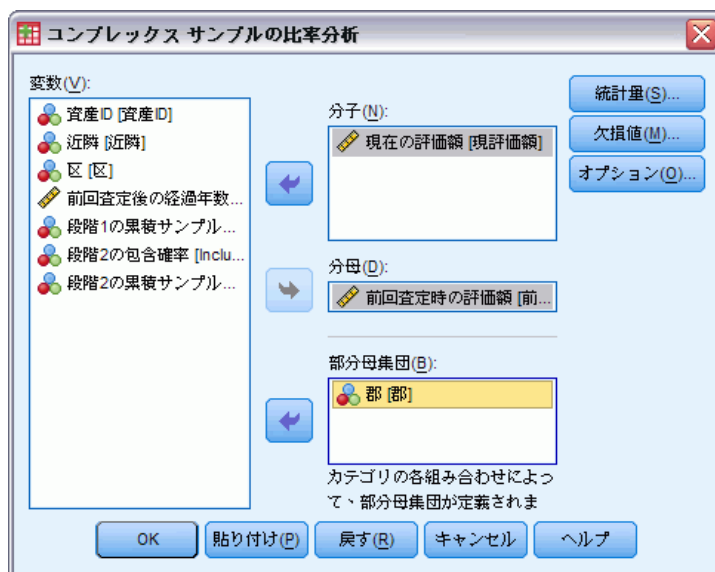 コンプレックス サンプルの比率分析
変数(V):
資産ID [資産ID]
近隣 [近隣]
区 [区]
前回査定後の経過年数...
段階1の累積サンプル...
段階2の包含確率 [Inclu...
段階2の累積サンプル...
分子(N):
現在の評価額 [現評価額]
分母(D):
前回査定時の評価額 [前...
部分母集団(B):
郡 [郡]
カテゴリの各組み合わせによっ
て、部分母集団が定義されま
統計量(S)...
欠損値(M)...
オプション(O)...
OK
貼り付け(P)
戻す(R)
キャンセル
ヘルプ